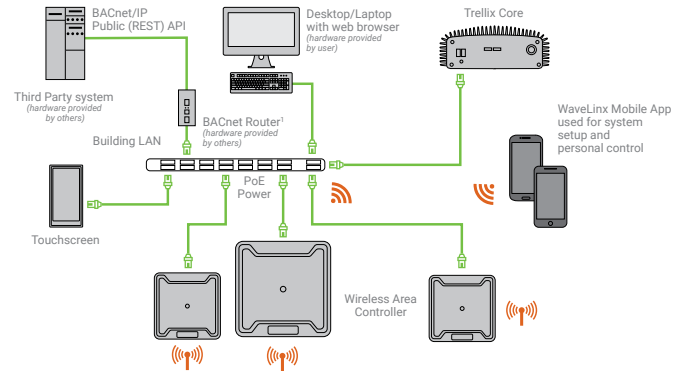 BACnet/IP
Public (REST) API
Desktop/Laptop
with web browser
(hardware provided
by user)
Trellix Core
Third Party system
(hardware provided
by others)
BACnet Router1
(hardware provided
by others)
Building LAN
WaveLinx Mobile App
used for system
setup and
personal control
PoE
Power
Touchscreen
Wireless Area
Controller